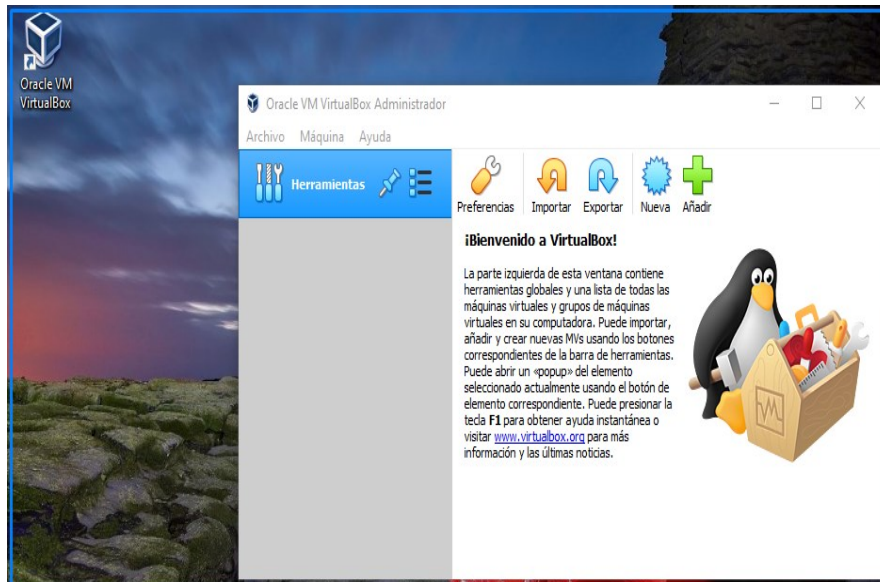 Oracle VM
VirtualBox
Oracle VM VirtualBox Administrador
Archivo Máquina Ayuda
Herramientas
Preferencias Importar Exportar Nueva Añadir
¡Bienvenido a VirtualBox!
La parte izquierda de esta ventana contiene
herramientas globales y una lista de todas las
máquinas virtuales y grupos de máquinas
virtuales en su computadora. Puede importar,
añadir y crear nuevas MVs usando los botones
correspondientes de la barra de herramientas.
Puede abrir un «popup» del elemento
seleccionado actualmente usando el botón de
elemento correspondiente. Puede presionar la
tecla F1 para obtener ayuda instantánea o
visitar www.virtualbox.org para más
información y las últimas noticias.